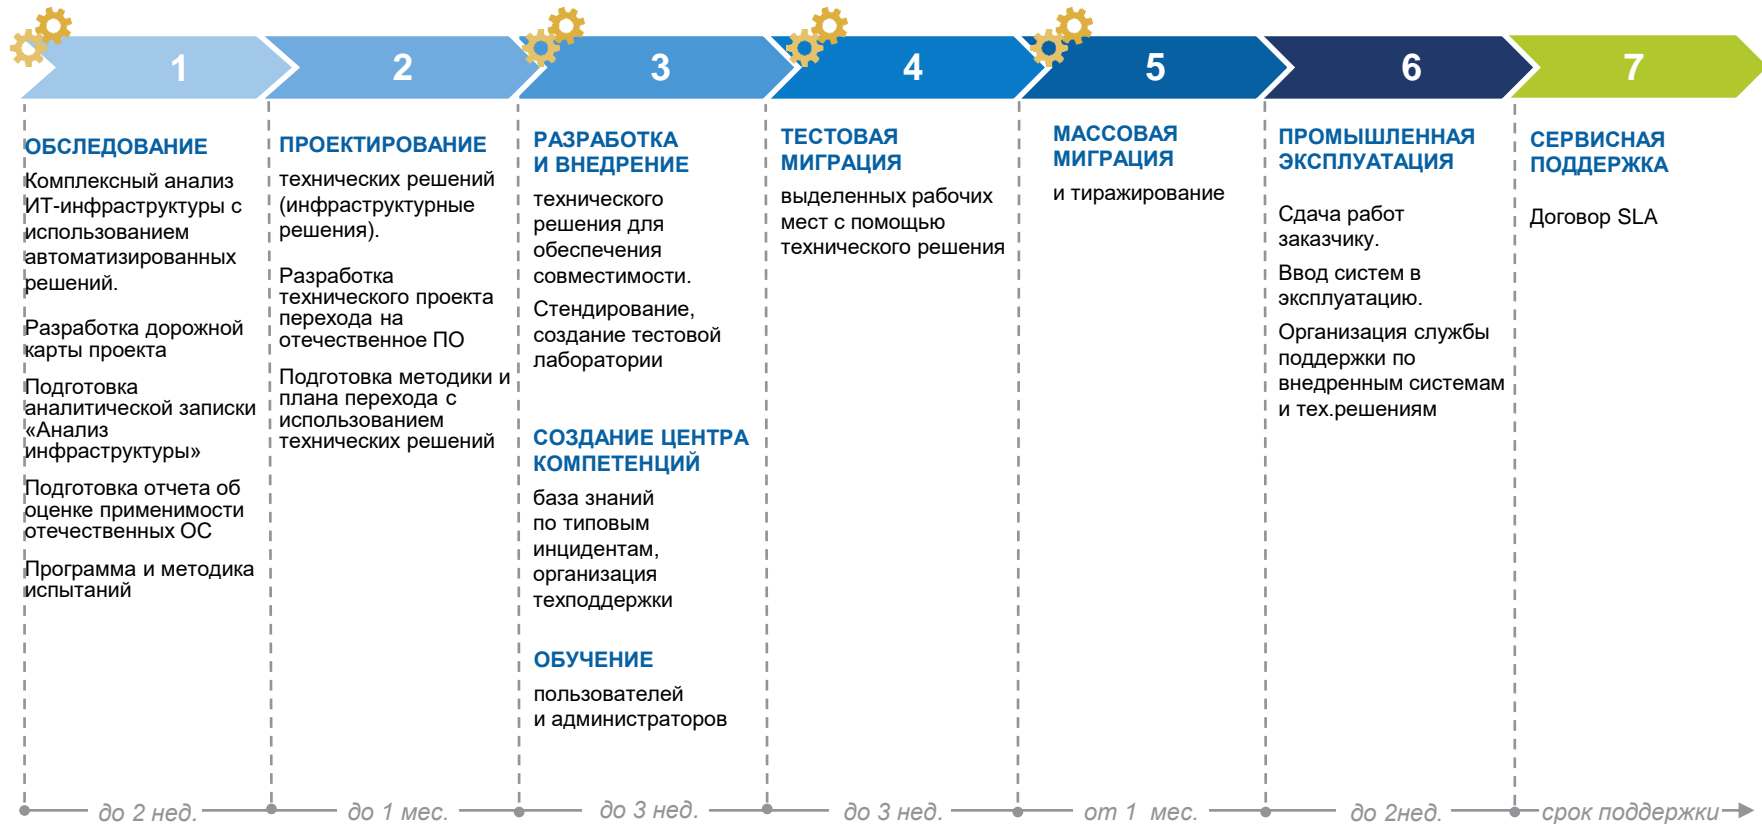 1
2
3
4
5
6
7
ОБСЛЕДОВАНИЕ
Комплексный анализ
ИТ-инфраструктуры с
использованием
автоматизированных
решений.
Разработка дорожной
карты проекта
Подготовка
аналитической записки
«Анализ
инфраструктуры»
Подготовка отчета об
оценке применимости
отечественных ОС
Программа и методика
испытаний
ПРОЕКТИРОВАНИЕ
технических решений
(инфраструктурные
решения).
Разработка
технического проекта
перехода на
отечественное ПО
Подготовка методики и
плана перехода с
использованием
технических решений
РАЗРАБОТКА
И ВНЕДРЕНИЕ
технического
решения для
обеспечения
совместимости.
Стендирование,
создание тестовой
лаборатории
СОЗДАНИЕ ЦЕНТРА
КОМПЕТЕНЦИЙ
база знаний
по типовым
инцидентам,
организация
техподдержки
ОБУЧЕНИЕ
пользователей
и администраторов
ТЕСТОВАЯ
МИГРАЦИЯ
выделенных рабочих
мест с помощью
технического решения
МАССОВАЯ
МИГРАЦИЯ
и тиражирование
ПРОМЫШЛЕННАЯ
ЭКСПЛУАТАЦИЯ
Сдача работ
заказчику.
Ввод систем в
эксплуатацию.
Организация службы
поддержки по
внедренным системам
и тех.решениям
СЕРВИСНАЯ
ПОДДЕРЖКА
Договор SLA
до 2 нед.
до 1 мес.
до 3 нед.
до 3 нед.
от 1 мес.
до 2нед.
срок поддержки